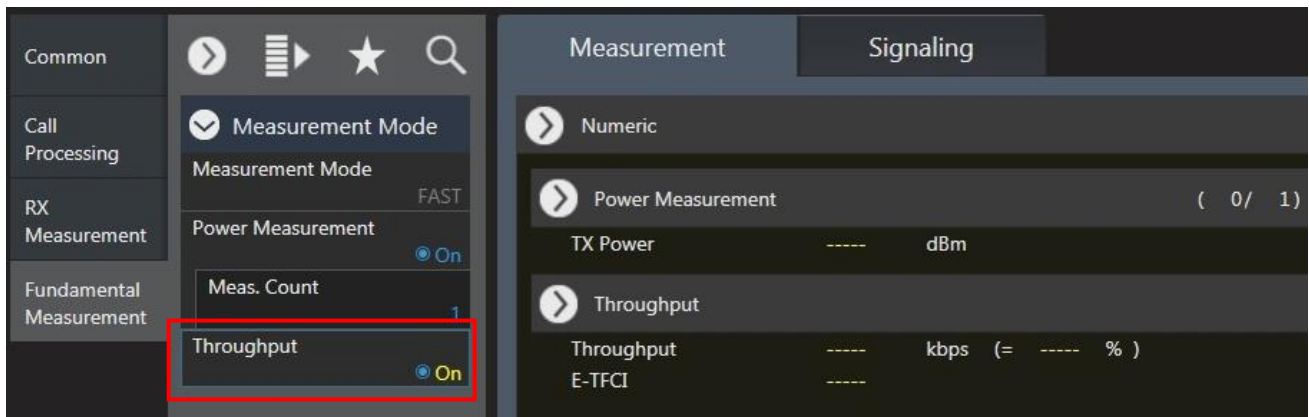 Common
Call
Processing
RX
Measurement
Fundamental
Measurement
Measurement Mode
Measurement Mode
FAST
Power Measurement
On
Meas. Count
1
Throughput
On
Measurement
Signaling
Numeric
Power Measurement ( 0/ 1)
TX Power ----- dBm
Throughput
Throughput ----- kbps (= ----- % )
E-TFCI -----